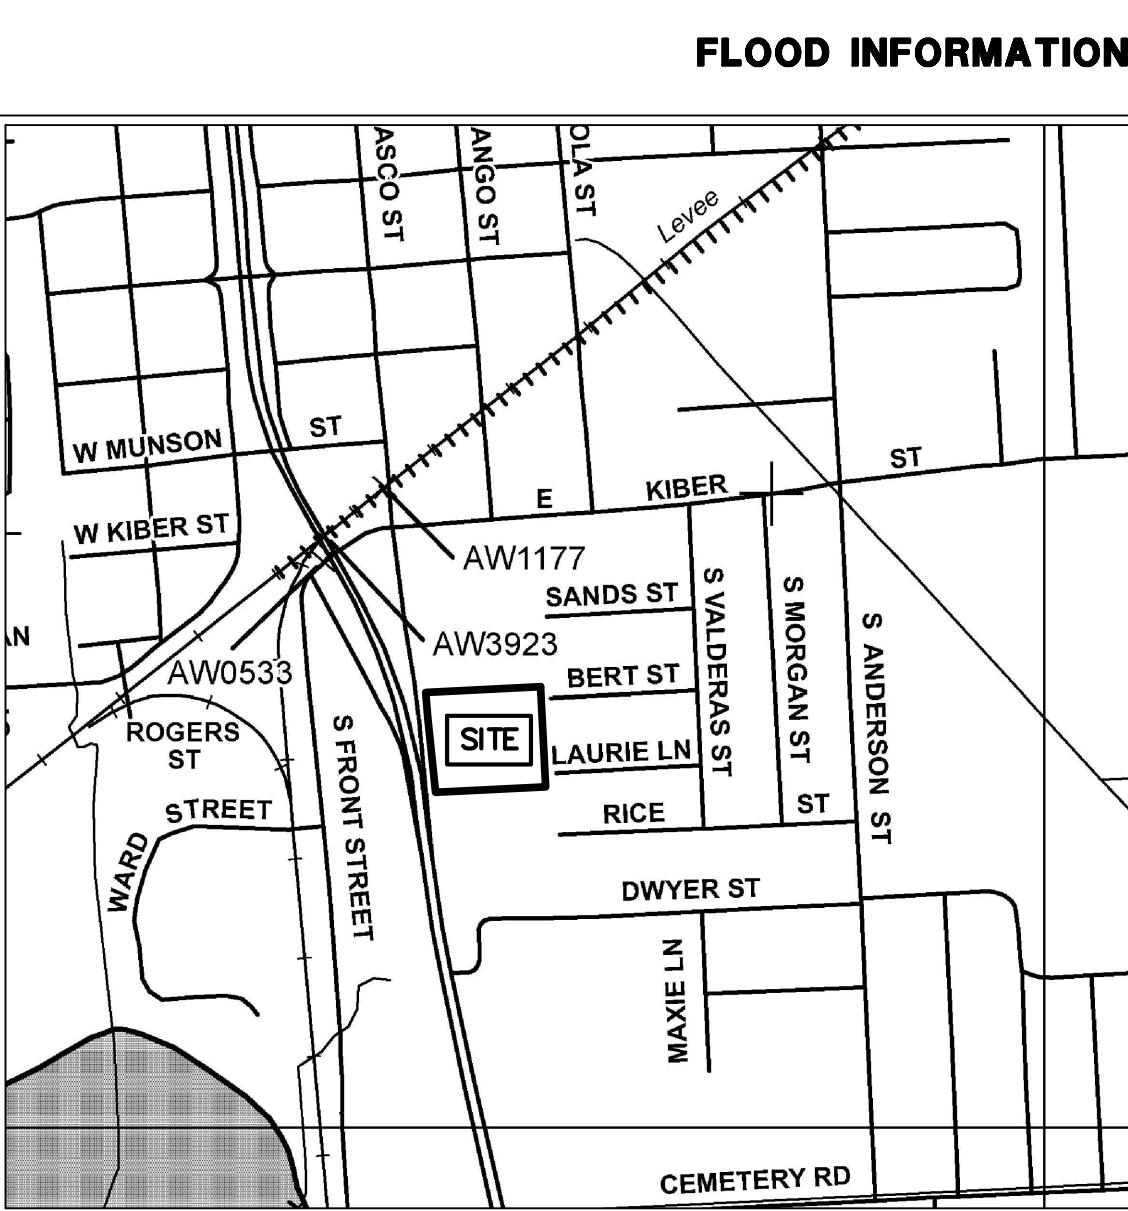 FLOOD INFORMATION
ASCO ST
ANGO ST
OLA ST
Levee
W MUNSON
ST
W KIBER ST
E
KIBER
ST
AW1177
AW3923
AW0533
SANDS ST
BERT ST
LAURIE LN
RICE
ST
S VALDERAS ST
S MORGAN ST
S ANDERSON ST
SITE
ROGERS
ST
S FRONT STREET
WARD
STREET
DWYER ST
MAXIE LN
CEMETERY RD